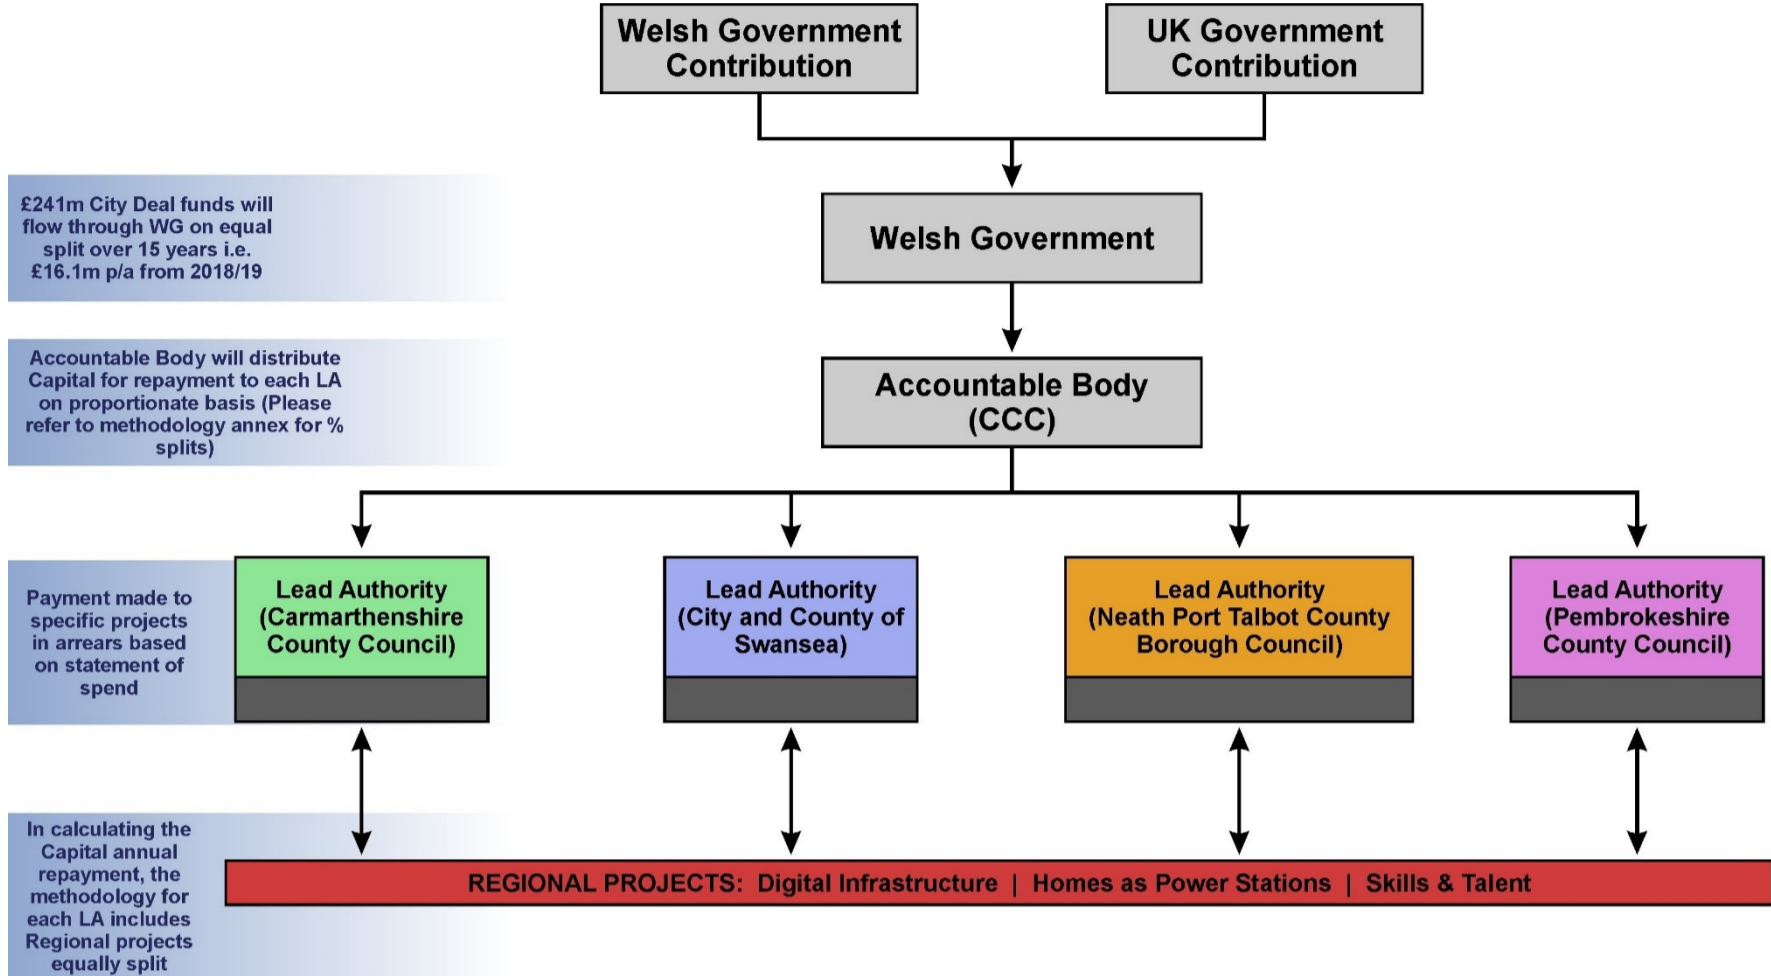 Welsh Government
Contribution
UK Government
Contribution
£241m City Deal funds will
flow through WG on equal
split over 15 years i.e.
£16.1m p/a from 2018/19
Welsh Government
Accountable Body will distribute
Capital for repayment to each LA
on proportionate basis (Please
refer to methodology annex for %
splits)
Accountable Body
(CCC)
Payment made to
specific projects
in arrears based
on statement of
spend
Lead Authority
(Carmarthenshire
County Council)
Lead Authority
(City and County of
Swansea)
Lead Authority
(Neath Port Talbot County
Borough Council)
Lead Authority
(Pembrokeshire
County Council)
In calculating the
Capital annual
repayment, the
methodology for
each LA includes
Regional projects
equally split
REGIONAL PROJECTS: Digital Infrastructure | Homes as Power Stations | Skills & Talent